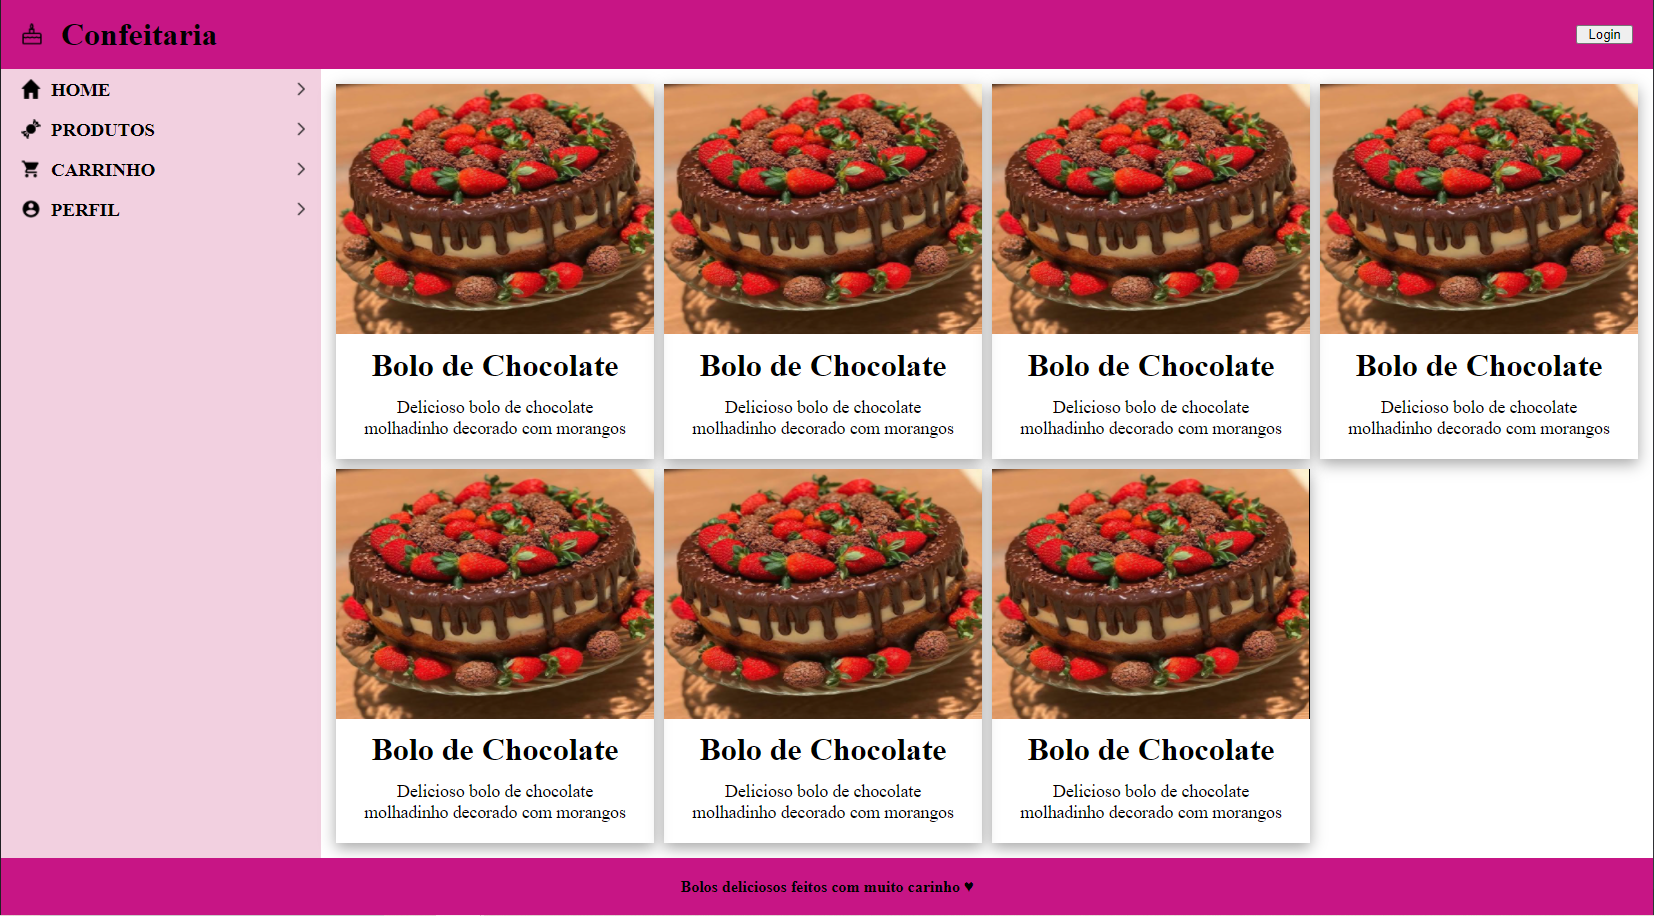 Confeitaria
Login
HOME
PRODUTOS
CARRINHO
PERFIL
Bolo de Chocolate
Delicioso bolo de chocolate
molhadinho decorado com morangos
Bolo de Chocolate
Delicioso bolo de chocolate
molhadinho decorado com morangos
Bolo de Chocolate
Delicioso bolo de chocolate
molhadinho decorado com morangos
Bolo de Chocolate
Delicioso bolo de chocolate
molhadinho decorado com morangos
Bolo de Chocolate
Delicioso bolo de chocolate
molhadinho decorado com morangos
Bolo de Chocolate
Delicioso bolo de chocolate
molhadinho decorado com morangos
Bolo de Chocolate
Delicioso bolo de chocolate
molhadinho decorado com morangos
Bolos deliciosos feitos com muito carinho ♥